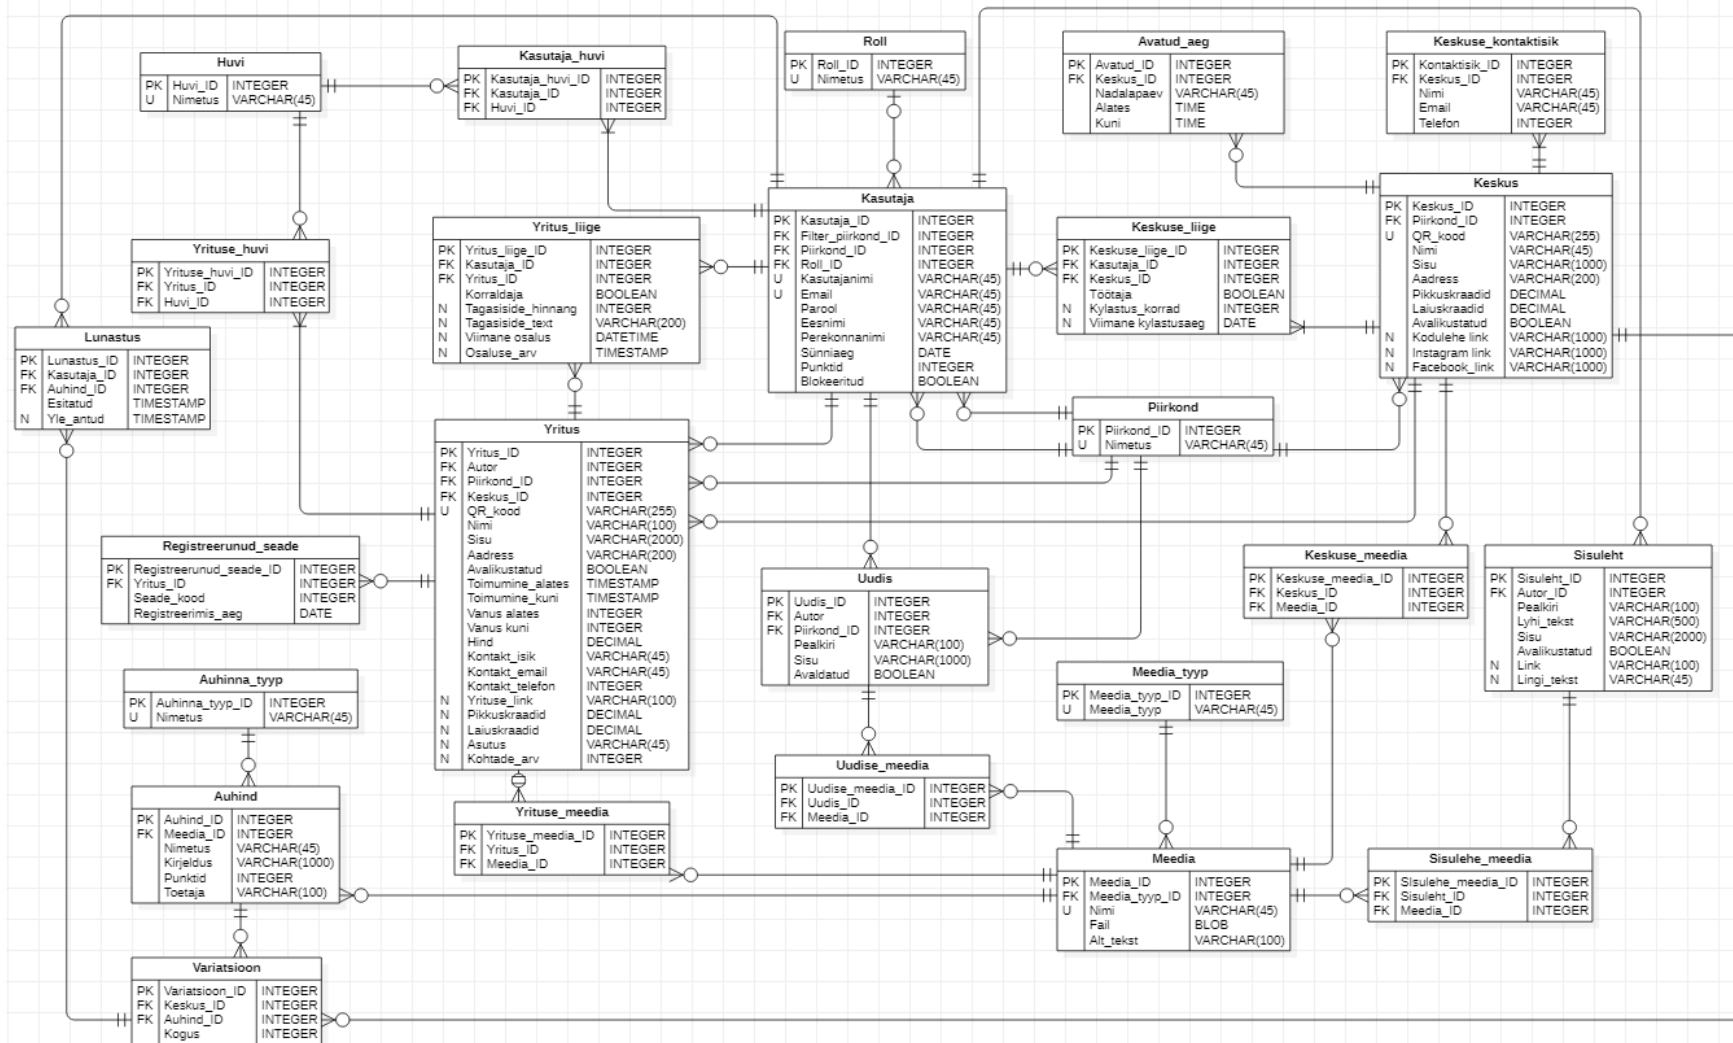 Huvi
PK Huvi_ID INTEGER
U Nimetus VARCHAR(45)
Kasutaja_huvi
PK Kasutaja_huvi_ID INTEGER
FK Kasutaja_ID INTEGER
FK Huvi_ID INTEGER
Roll
PK Roll_ID INTEGER
U Nimetus VARCHAR(45)
Avatud_aeg
PK Avatud_ID INTEGER
FK Keskus_ID INTEGER
Nadalapaev VARCHAR(45)
Alates TIME
Kuni TIME
Keskuse_kontaktisik
PK Kontaktisik_ID INTEGER
FK Keskus_ID INTEGER
Nimi VARCHAR(45)
Email VARCHAR(45)
Telefon INTEGER
Yrituse_huvi
PK Yrituse_huvi_ID INTEGER
FK Yritus_ID INTEGER
FK Huvi_ID INTEGER
Yritus_liige
PK Yritus_liige_ID INTEGER
FK Kasutaja_ID INTEGER
FK Yritus_ID INTEGER
Korraldaja BOOLEAN
N Tagasiside_hinnang INTEGER
N Tagasiside_text VARCHAR(200)
N Viimane osalus DATETIME
N Osaluse_arv TIMESTAMP
Kasutaja
PK Kasutaja_ID INTEGER
FK Filter_piirkond_ID INTEGER
FK Piirkond_ID INTEGER
FK Roll_ID INTEGER
U Kasutajanimi VARCHAR(45)
U Email VARCHAR(45)
Parool VARCHAR(45)
Eesnimi VARCHAR(45)
Perekonnanimi VARCHAR(45)
Sünniaeg DATE
Punktid INTEGER
Blokeeritud BOOLEAN
Keskuse_liige
PK Keskuse_liige_ID INTEGER
FK Kasutaja_ID INTEGER
FK Keskus_ID INTEGER
Töötaja BOOLEAN
N Kylastus_korrad INTEGER
N Viimane kylastusaeg DATE
Keskus
PK Keskus_ID INTEGER
FK Piirkond_ID INTEGER
U QR_kood VARCHAR(255)
Nimi VARCHAR(45)
Sisu VARCHAR(1000)
Aadress VARCHAR(200)
Pikkuskraadid DECIMAL
Laiuskraadid DECIMAL
Avalikustatud BOOLEAN
N Kodulehe link VARCHAR(1000)
N Instagram link VARCHAR(1000)
N Facebook_link VARCHAR(1000)
Lunastus
PK Lunastus_ID INTEGER
FK Kasutaja_ID INTEGER
FK Auhind_ID INTEGER
Esitatud TIMESTAMP
N Yle_antud TIMESTAMP
Piirkond
PK Piirkond_ID INTEGER
U Nimetus VARCHAR(45)
Yritus
PK Yritus_ID INTEGER
FK Autor INTEGER
FK Piirkond_ID INTEGER
FK Keskus_ID INTEGER
U QR_kood VARCHAR(255)
Nimi VARCHAR(100)
Sisu VARCHAR(2000)
Aadress VARCHAR(200)
Avalikustatud BOOLEAN
Toimumine_alates TIMESTAMP
Toimumine_kuni TIMESTAMP
Vanus alates INTEGER
Vanus kuni INTEGER
Hind DECIMAL
Kontakt_isik VARCHAR(45)
Kontakt_email VARCHAR(45)
Kontakt_telefon INTEGER
N Yrituse_link VARCHAR(100)
N Pikkuskraadid DECIMAL
N Laiuskraadid DECIMAL
N Asutus VARCHAR(45)
N Kohtade_arv INTEGER
Registreerunud_seade
PK Registreerunud_seade_ID INTEGER
FK Yritus_ID INTEGER
Seade_kood INTEGER
Registreerimis_aeg DATE
Uudis
PK Uudis_ID INTEGER
FK Autor INTEGER
FK Piirkond_ID INTEGER
Pealkiri VARCHAR(100)
Sisu VARCHAR(1000)
Avaldatud BOOLEAN
Keskuse_meedia
PK Keskuse_meedia_ID INTEGER
FK Keskus_ID INTEGER
FK Meedia_ID INTEGER
Sisuleht
PK Sisuleht_ID INTEGER
FK Autor_ID INTEGER
Pealkiri VARCHAR(100)
Lyhi_tekst VARCHAR(500)
Sisu VARCHAR(2000)
Avalikustatud BOOLEAN
N Link VARCHAR(100)
N Lingi_tekst VARCHAR(45)
Auhinna_tyyp
PK Auhinna_tyyp_ID INTEGER
U Nimetus VARCHAR(45)
Meedia_tyyp
PK Meedia_tyyp_ID INTEGER
U Meedia_tyyp VARCHAR(45)
Uudise_meedia
PK Uudise_meedia_ID INTEGER
FK Uudis_ID INTEGER
FK Meedia_ID INTEGER
Auhind
PK Auhind_ID INTEGER
FK Meedia_ID INTEGER
Nimetus VARCHAR(45)
Kirjeldus VARCHAR(1000)
Punktid INTEGER
Toetaja VARCHAR(100)
Yrituse_meedia
PK Yrituse_meedia_ID INTEGER
FK Yritus_ID INTEGER
FK Meedia_ID INTEGER
Meedia
PK Meedia_ID INTEGER
FK Meedia_tyyp_ID INTEGER
U Nimi VARCHAR(45)
Fail BLOB
Alt_tekst VARCHAR(100)
Sisulehe_meedia
PK SIsulehe_meedia_ID INTEGER
FK Sisuleht_ID INTEGER
FK Meedia_ID INTEGER
Variatsioon
PK Variatsioon_ID INTEGER
FK Keskus_ID INTEGER
FK Auhind_ID INTEGER
Kogus INTEGER